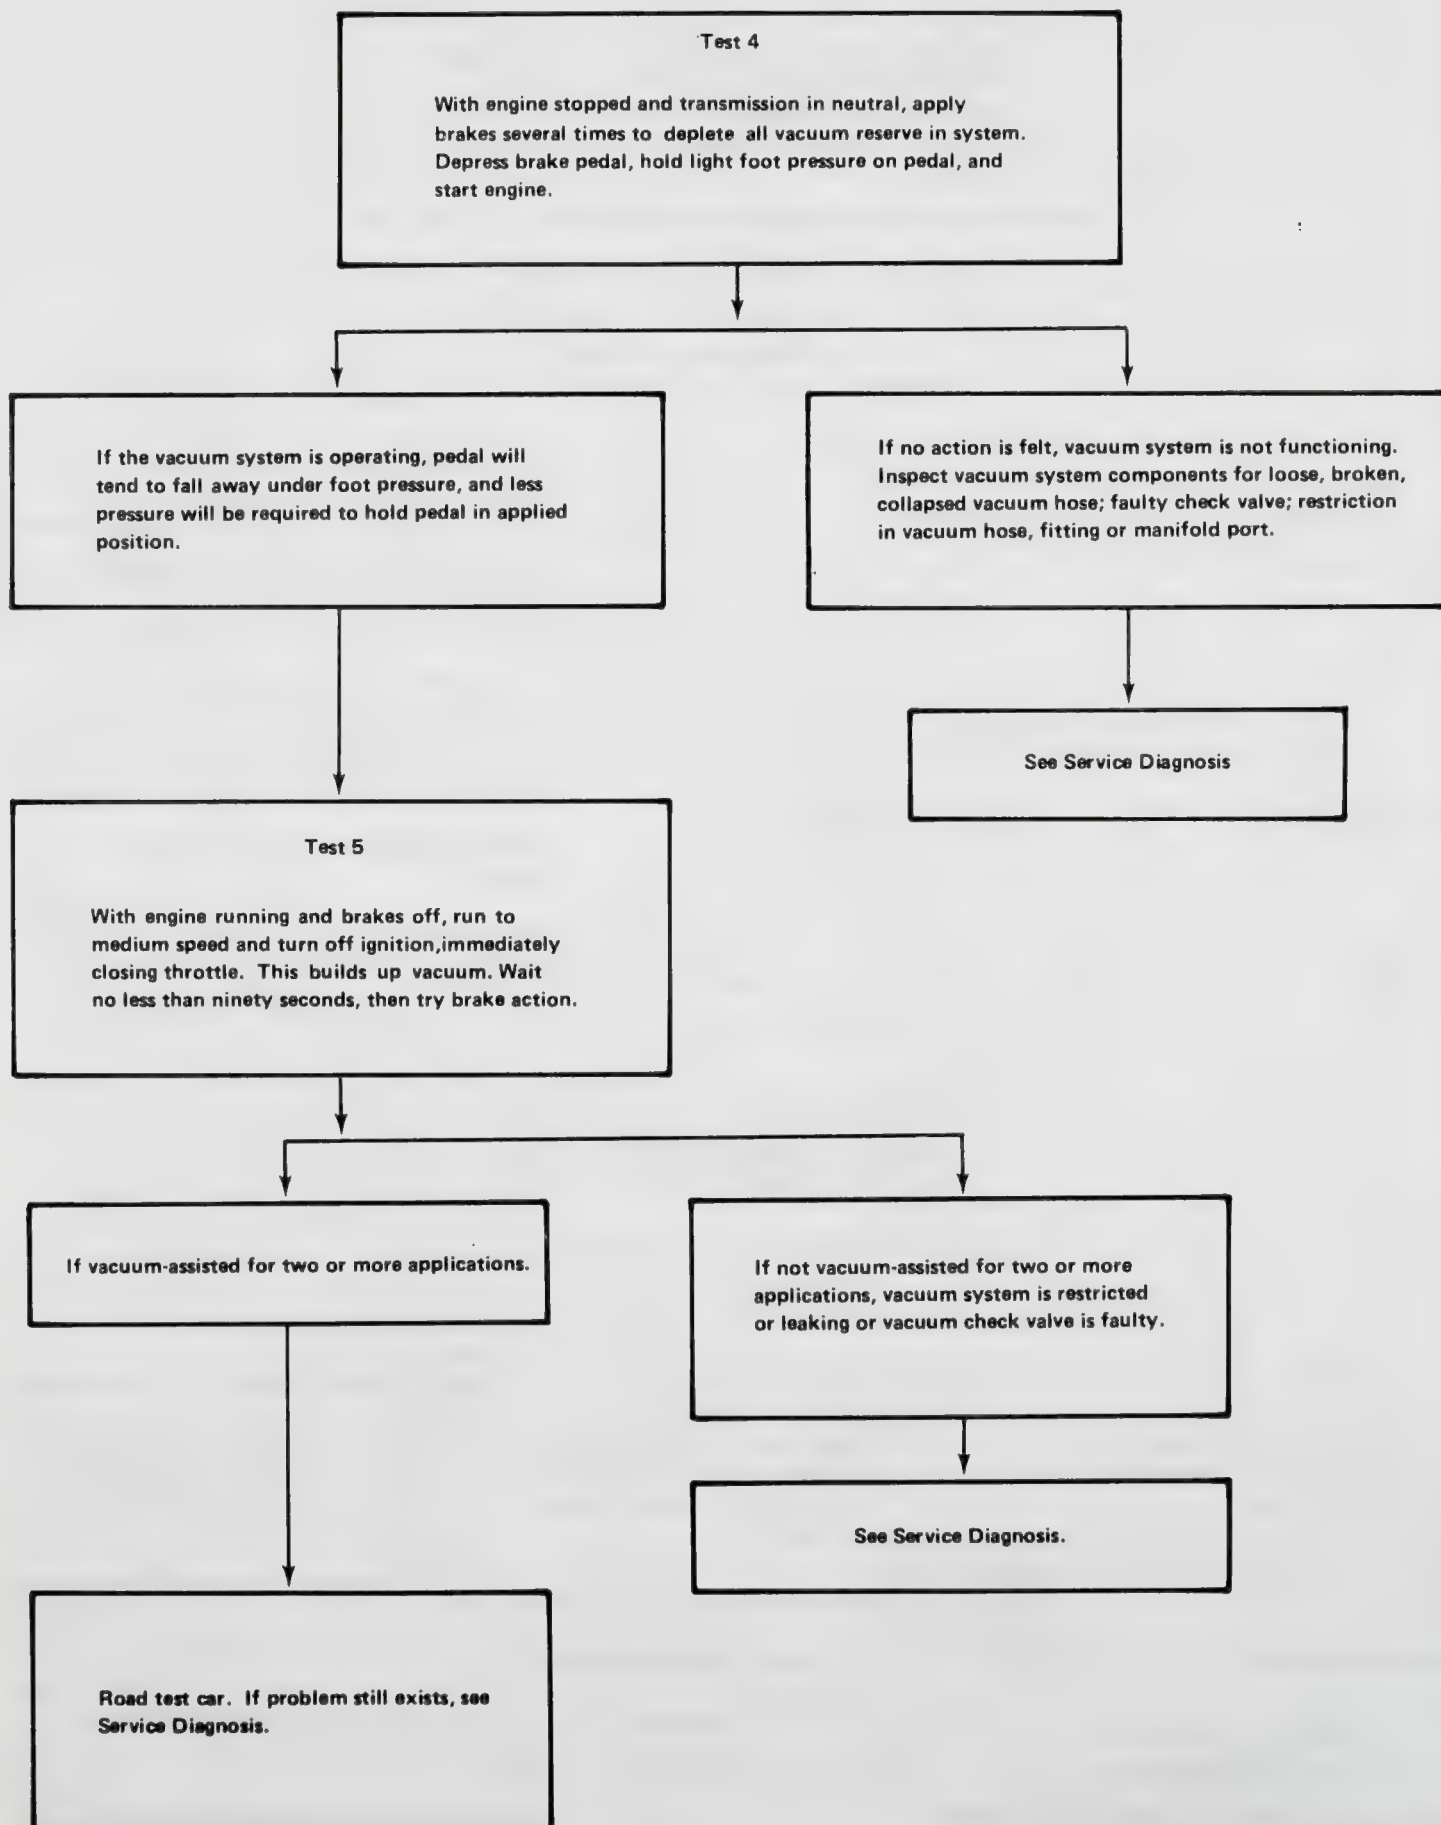 Test 4
With engine stopped and transmission in neutral, apply
brakes several times to deplete all vacuum reserve in system.
Depress brake pedal, hold light foot pressure on pedal, and
start engine.
If the vacuum system is operating, pedal will
tend to fall away under foot pressure, and less
pressure will be required to hold pedal in applied
position.
If no action is felt, vacuum system is not functioning.
Inspect vacuum system components for loose, broken,
collapsed vacuum hose; faulty check valve; restriction
in vacuum hose, fitting or manifold port.
See Service Diagnosis
Test 5
With engine running and brakes off, run to
medium speed and turn off ignition,immediately
closing throttle. This builds up vacuum. Wait
no less than ninety seconds, then try brake action.
If vacuum-assisted for two or more applications.
If not vacuum-assisted for two or more
applications, vacuum system is restricted
or leaking or vacuum check valve is faulty.
See Service Diagnosis.
Road test car. If problem still exists, see
Service Diagnosis.